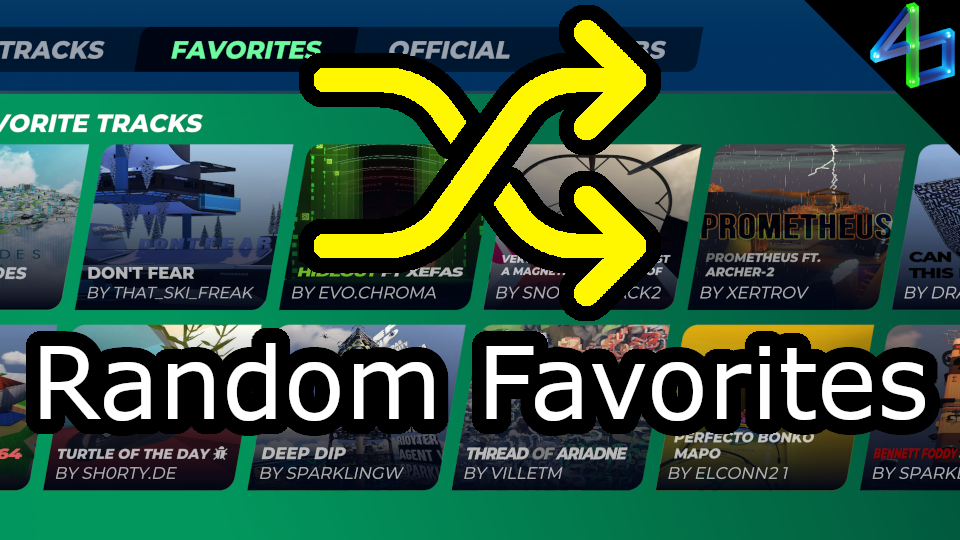 TRACKS FAVORITES OFFICIAL
FAVORITE TRACKS
DON'T FEAR
BY THAT_SKI_FREAK
BY EVO.CHROMA
PROMETHEUS
PROMETHEUS FT.
ARCHER-2
BY XERTROV
Random Favorites
TURTLE OF THE DAY
BY SH0RTY.DE
DEEP DIP
BY SPARKLINGW
THREAD OF ARIADNE
BY VILLETM
PERFECTO BONKO
MAPO
BY ELCONN21
BENNETT FODDY